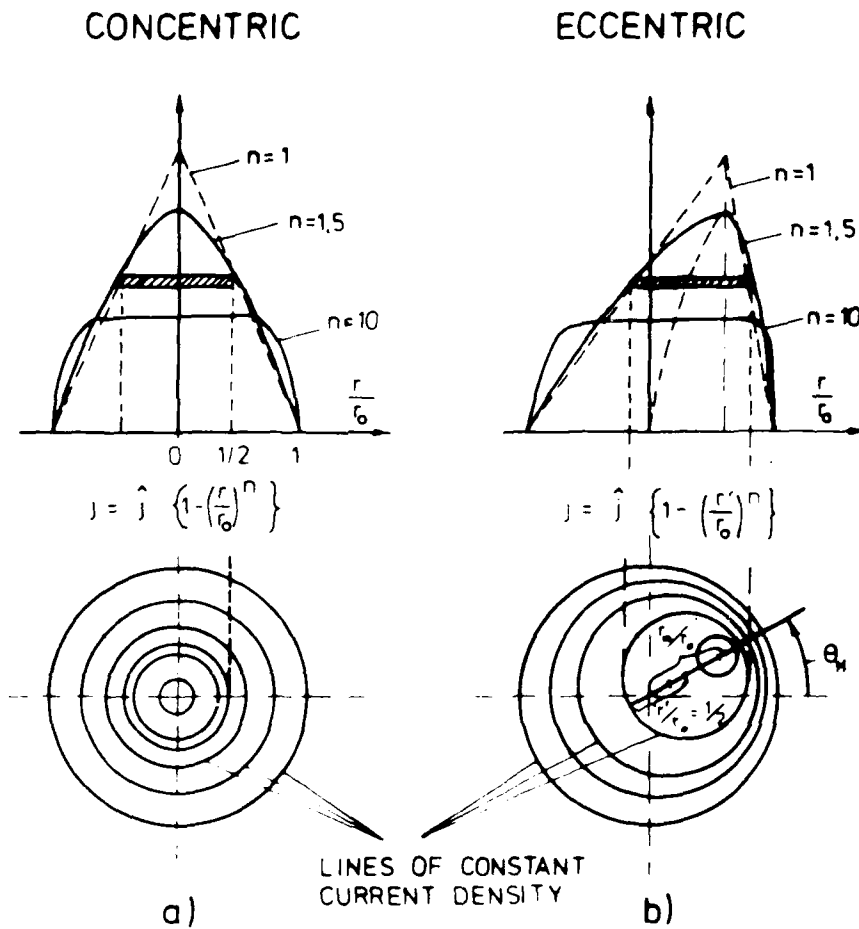 CONCENTRIC
ECCENTRIC
n=1
n=1,5
n=10
r/r₀
0 1/2 1
n=1
n=1,5
n=10
r/r₀
j = ĵ {1-(r/r₀)ⁿ}
j = ĵ {1-(r'/r₀)ⁿ}
r'/r₀ = 1/2
LINES OF CONSTANT
CURRENT DENSITY
a)
b)